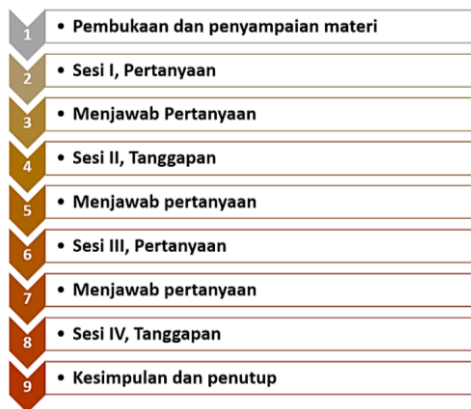 1 • Pembukaan dan penyampaian materi
2 • Sesi I, Pertanyaan
3 • Menjawab Pertanyaan
4 • Sesi II, Tanggapan
5 • Menjawab pertanyaan
6 • Sesi III, Pertanyaan
7 • Menjawab pertanyaan
8 • Sesi IV, Tanggapan
9 • Kesimpulan dan penutup